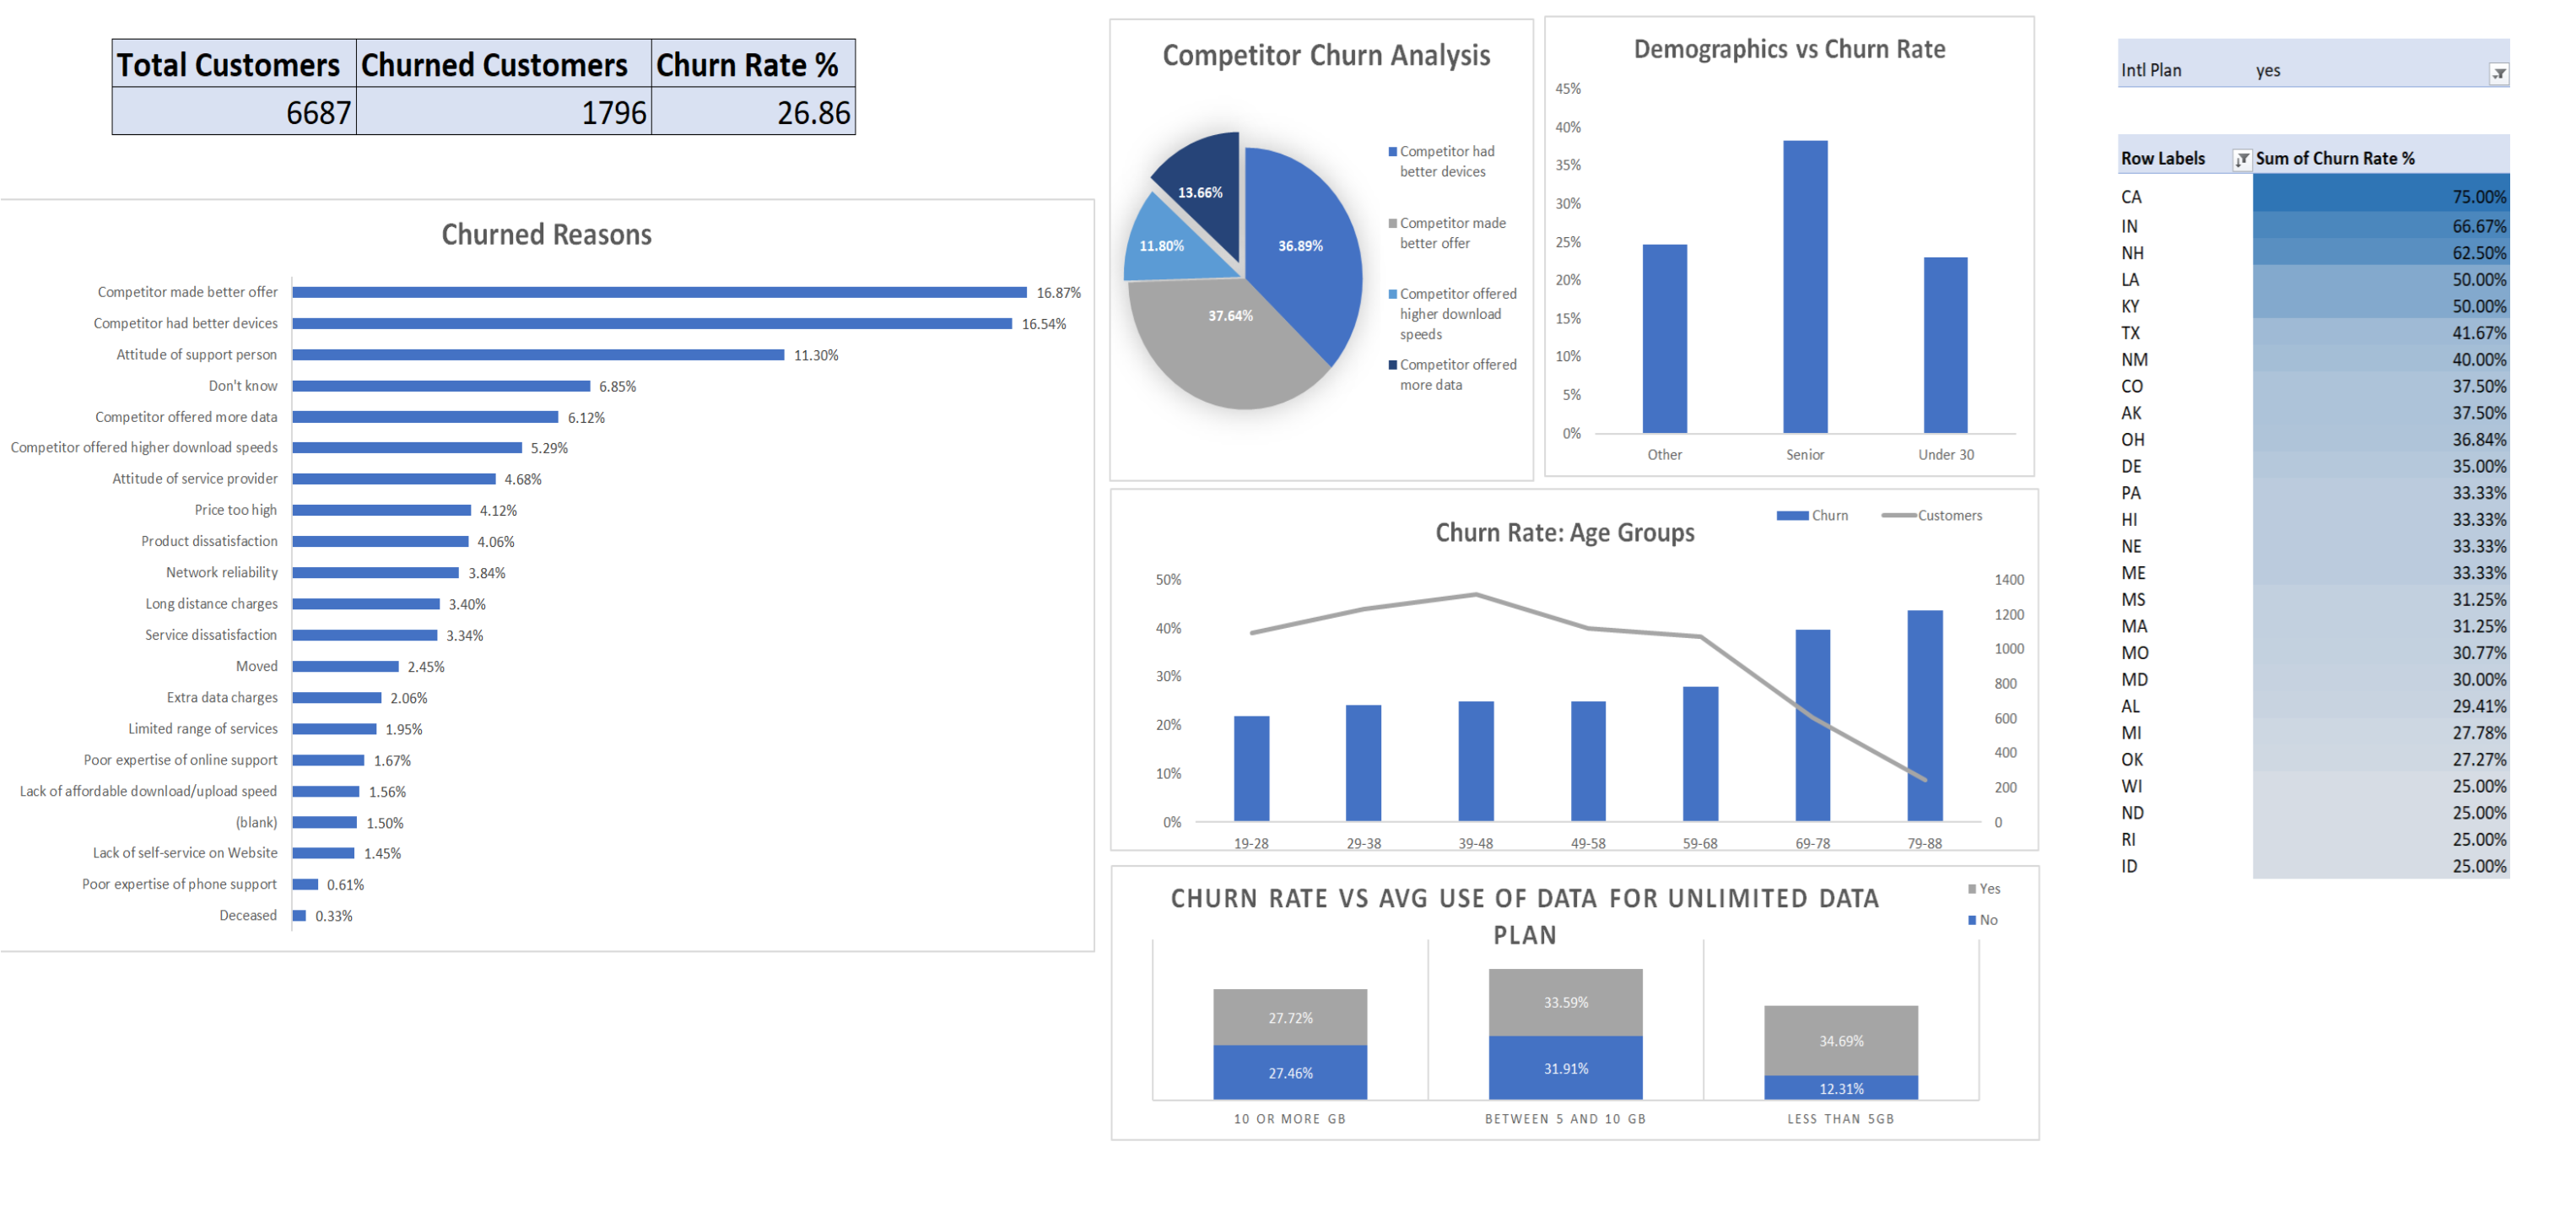 Total Customers Churned Customers Churn Rate %
6687 1796 26.86
Churned Reasons
Competitor made better offer 16.87%
Competitor had better devices 16.54%
Attitude of support person 11.30%
Don't know 6.85%
Competitor offered more data 6.12%
Competitor offered higher download speeds 5.29%
Attitude of service provider 4.68%
Price too high 4.12%
Product dissatisfaction 4.06%
Network reliability 3.84%
Long distance charges 3.40%
Service dissatisfaction 3.34%
Moved 2.45%
Extra data charges 2.06%
Limited range of services 1.95%
Poor expertise of online support 1.67%
Lack of affordable download/upload speed 1.56%
(blank) 1.50%
Lack of self-service on Website 1.45%
Poor expertise of phone support 0.61%
Deceased 0.33%
Competitor Churn Analysis
13.66%
11.80%
36.89%
37.64%
Competitor had
better devices
Competitor made
better offer
Competitor offered
higher download
speeds
Competitor offered
more data
Demographics vs Churn Rate
45%
40%
35%
30%
25%
20%
15%
10%
5%
0%
Other Senior Under 30
Churn Rate: Age Groups
Churn Customers
50%
40%
30%
20%
10%
0%
1400
1200
1000
800
600
400
200
0
19-28 29-38 39-48 49-58 59-68 69-78 79-88
CHURN RATE VS AVG USE OF DATA FOR UNLIMITED DATA
PLAN
Yes
No
27.72% 33.59% 34.69%
27.46% 31.91% 12.31%
10 OR MORE GB BETWEEN 5 AND 10 GB LESS THAN 5GB
Intl Plan yes
Row Labels Sum of Churn Rate %
CA 75.00%
IN 66.67%
NH 62.50%
LA 50.00%
KY 50.00%
TX 41.67%
NM 40.00%
CO 37.50%
AK 37.50%
OH 36.84%
DE 35.00%
PA 33.33%
HI 33.33%
NE 33.33%
ME 33.33%
MS 31.25%
MA 31.25%
MO 30.77%
MD 30.00%
AL 29.41%
MI 27.78%
OK 27.27%
WI 25.00%
ND 25.00%
RI 25.00%
ID 25.00%